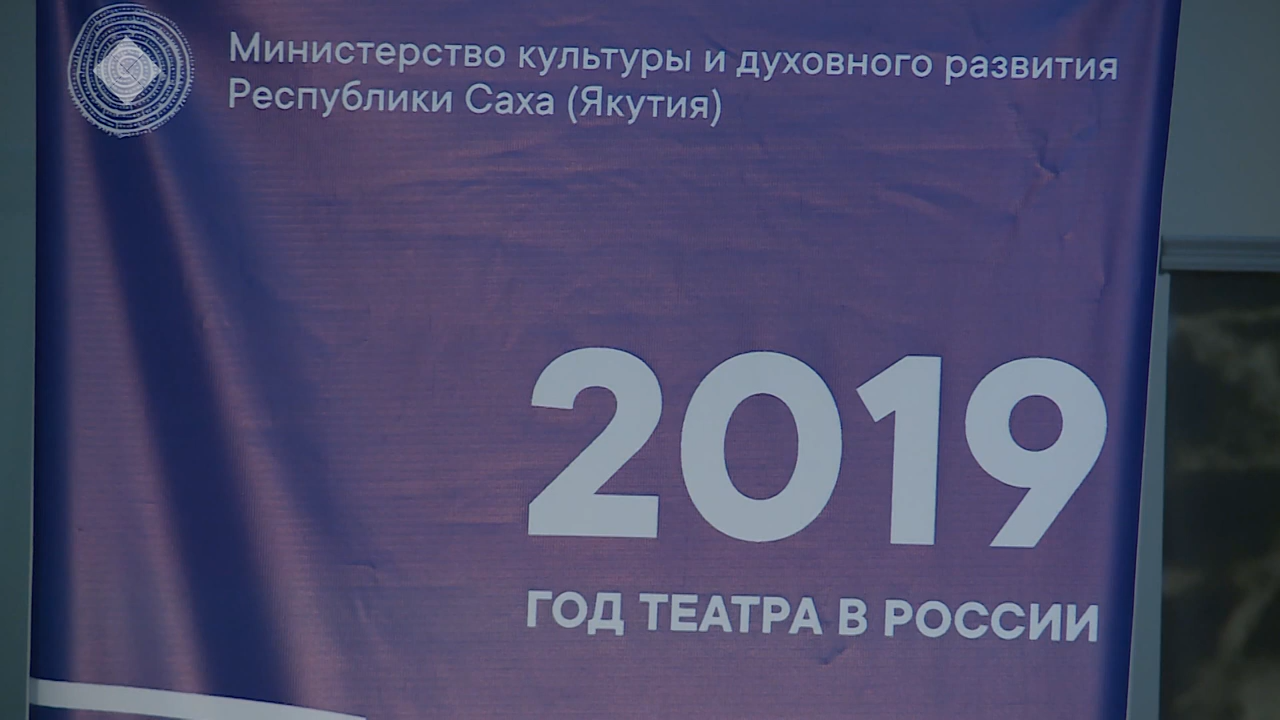 Министерство культуры и духовного развития
Республики Саха (Якутия)
2019
ГОД ТЕАТРА В РОССИИ